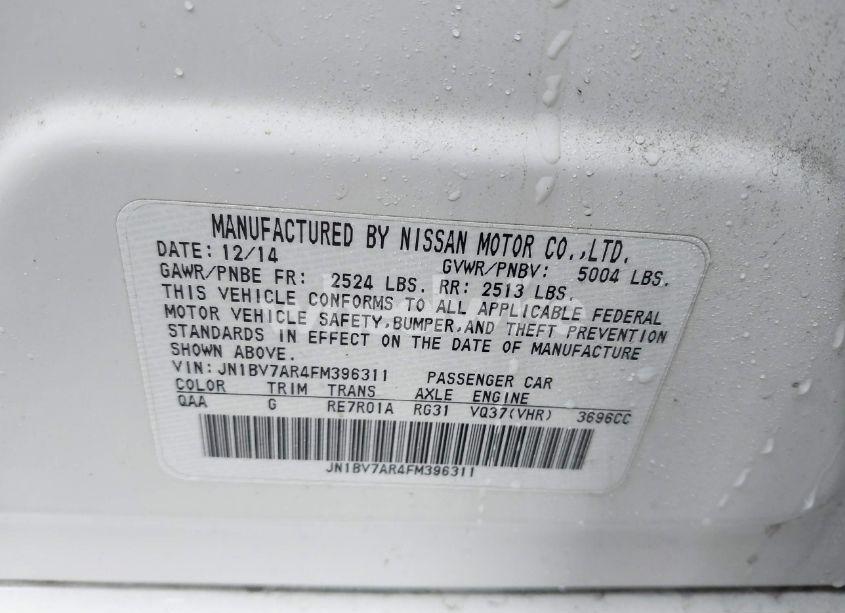 MANUFACTURED BY NISSAN MOTOR CO.,LTD.
DATE: 12/14 GVWR/PNBV: 5004 LBS.
GAWR/PNBE FR: 2524 LBS. RR: 2513 LBS.
THIS VEHICLE CONFORMS TO ALL APPLICABLE FEDERAL
MOTOR VEHICLE SAFETY,BUMPER,AND THEFT PREVENTION
STANDARDS IN EFFECT ON THE DATE OF MANUFACTURE
SHOWN ABOVE.
VIN: JN1BV7AR4FM396311 PASSENGER CAR
COLOR TRIM TRANS AXLE ENGINE
QAA G RE7R01A RG31 VQ37(VHR) 3696CC
JN1BV7AR4FM396311